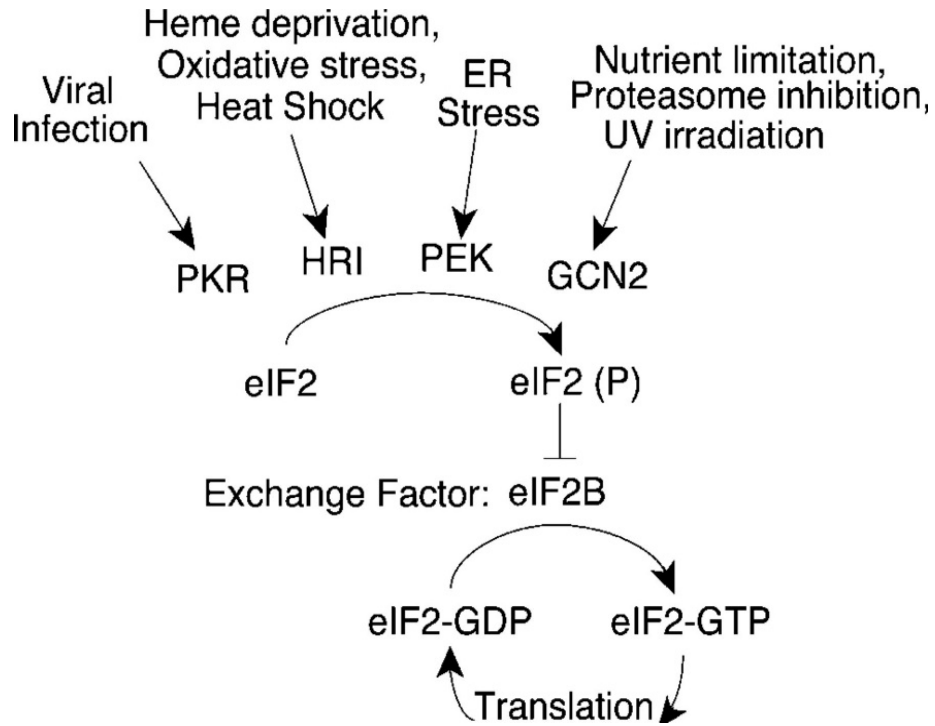 Viral
Infection
Heme deprivation,
Oxidative stress,
Heat Shock
ER
Stress
Nutrient limitation,
Proteasome inhibition,
UV irradiation
PKR
HRI
PEK
GCN2
eIF2
eIF2 (P)
Exchange Factor: eIF2B
eIF2-GDP
eIF2-GTP
Translation